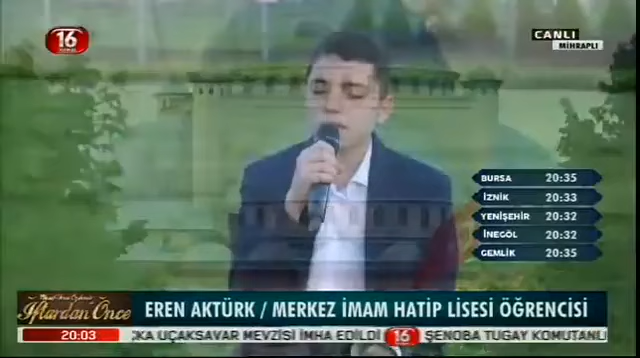 16
CANLI
MİHRAPLI
BURSA 20:35
İZNİK 20:33
YENİŞEHİR 20:32
İNEGÖL 20:32
GEMLİK 20:35
İftardan Önce
EREN AKTÜRK / MERKEZ İMAM HATİP LİSESİ ÖĞRENCİSİ
20:03 ÇKA UÇAKSAVAR MEVZİSİ İMHA EDİLDİ 16 ŞENOBA TUGAY KOMUTANLI